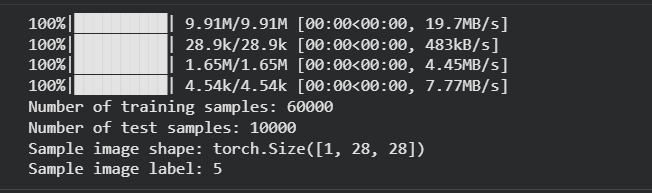 100%|██████████| 9.91M/9.91M [00:00<00:00, 19.7MB/s]
100%|██████████| 28.9k/28.9k [00:00<00:00, 483kB/s]
100%|██████████| 1.65M/1.65M [00:00<00:00, 4.45MB/s]
100%|██████████| 4.54k/4.54k [00:00<00:00, 7.77MB/s]
Number of training samples: 60000
Number of test samples: 10000
Sample image shape: torch.Size([1, 28, 28])
Sample image label: 5